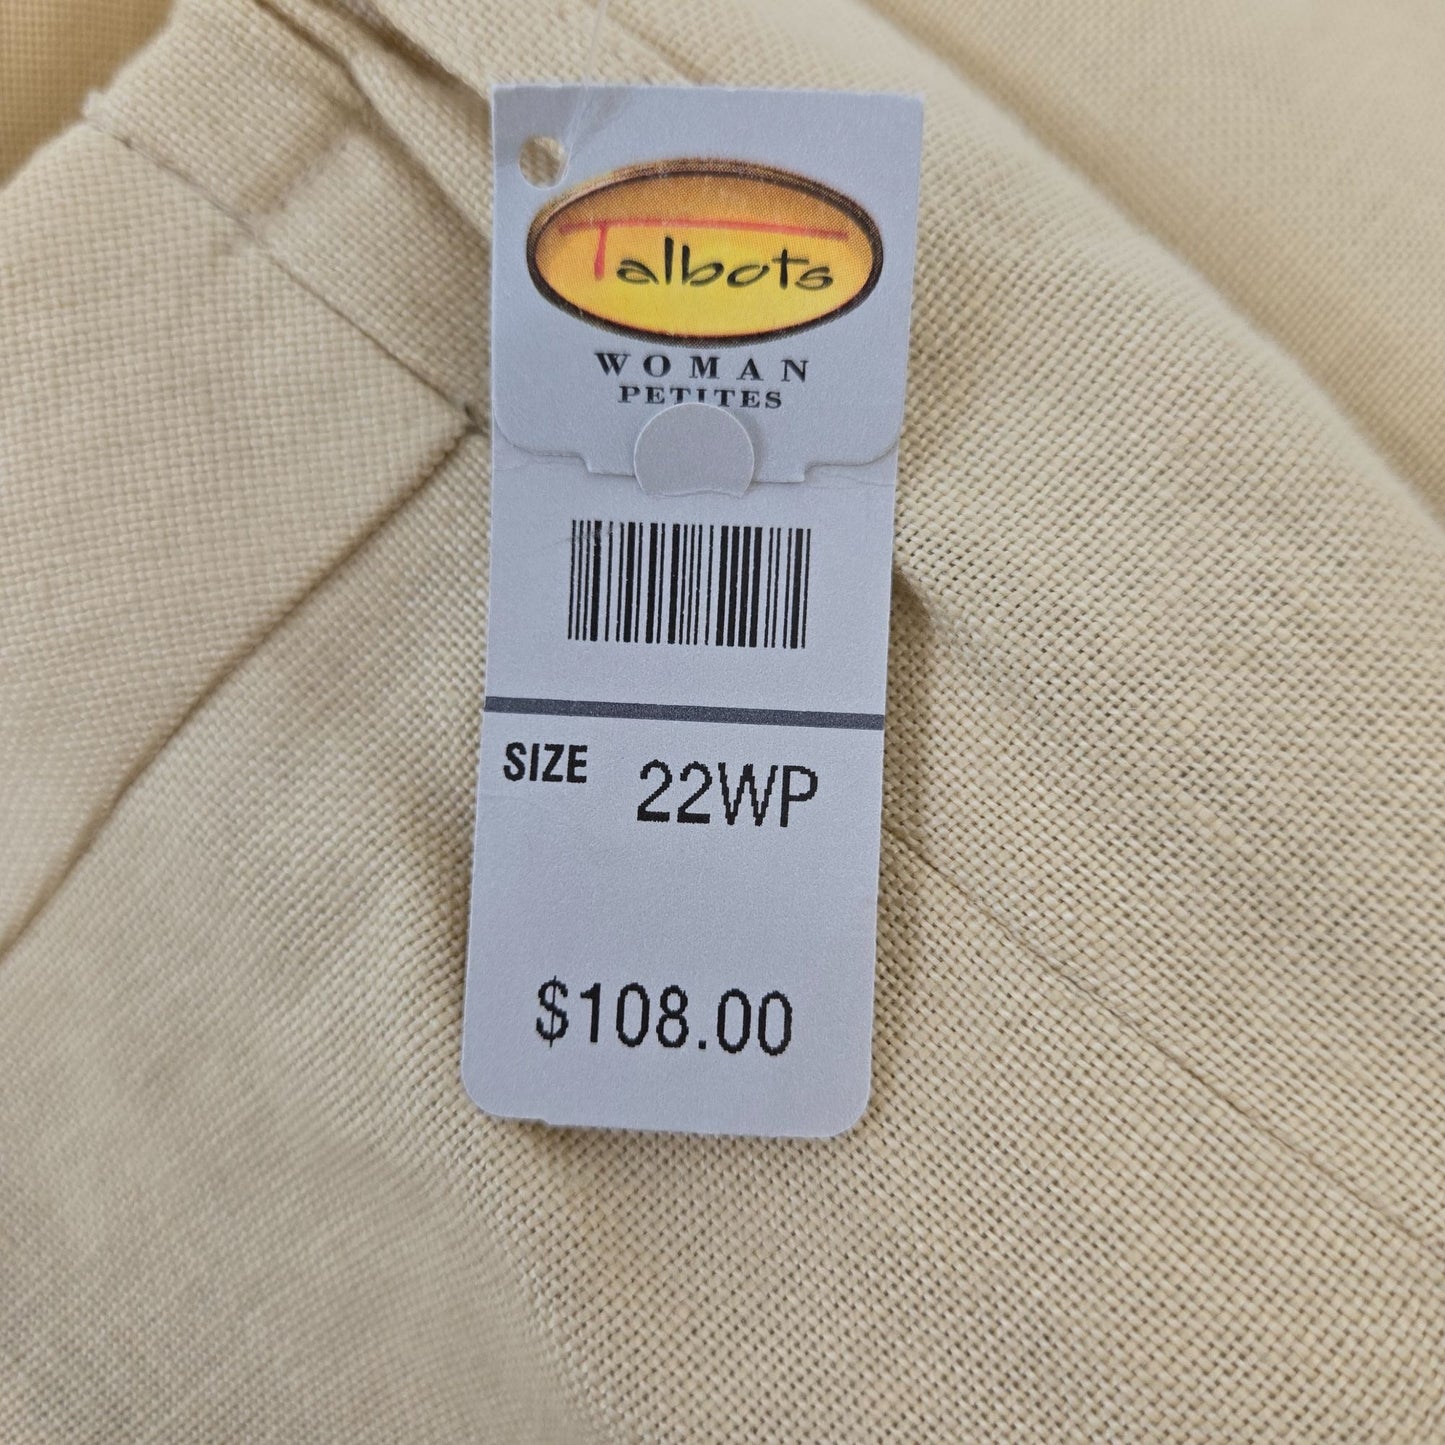 Talbots
WOMAN
PETITES
SIZE 22WP
$108.00